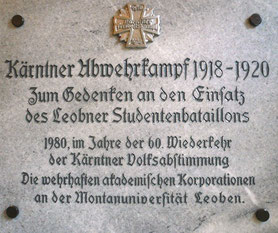 Kärntner Abwehrkampf 1918-1920
Zum Gedenken an den Einsatz
des Leobner Studentenbataillons
1980, im Jahre der 60. Wiederkehr
der Kärntner Volksabstimmung
Die wehrhaften akademischen Korporationen
an der Montanuniversität Leoben.